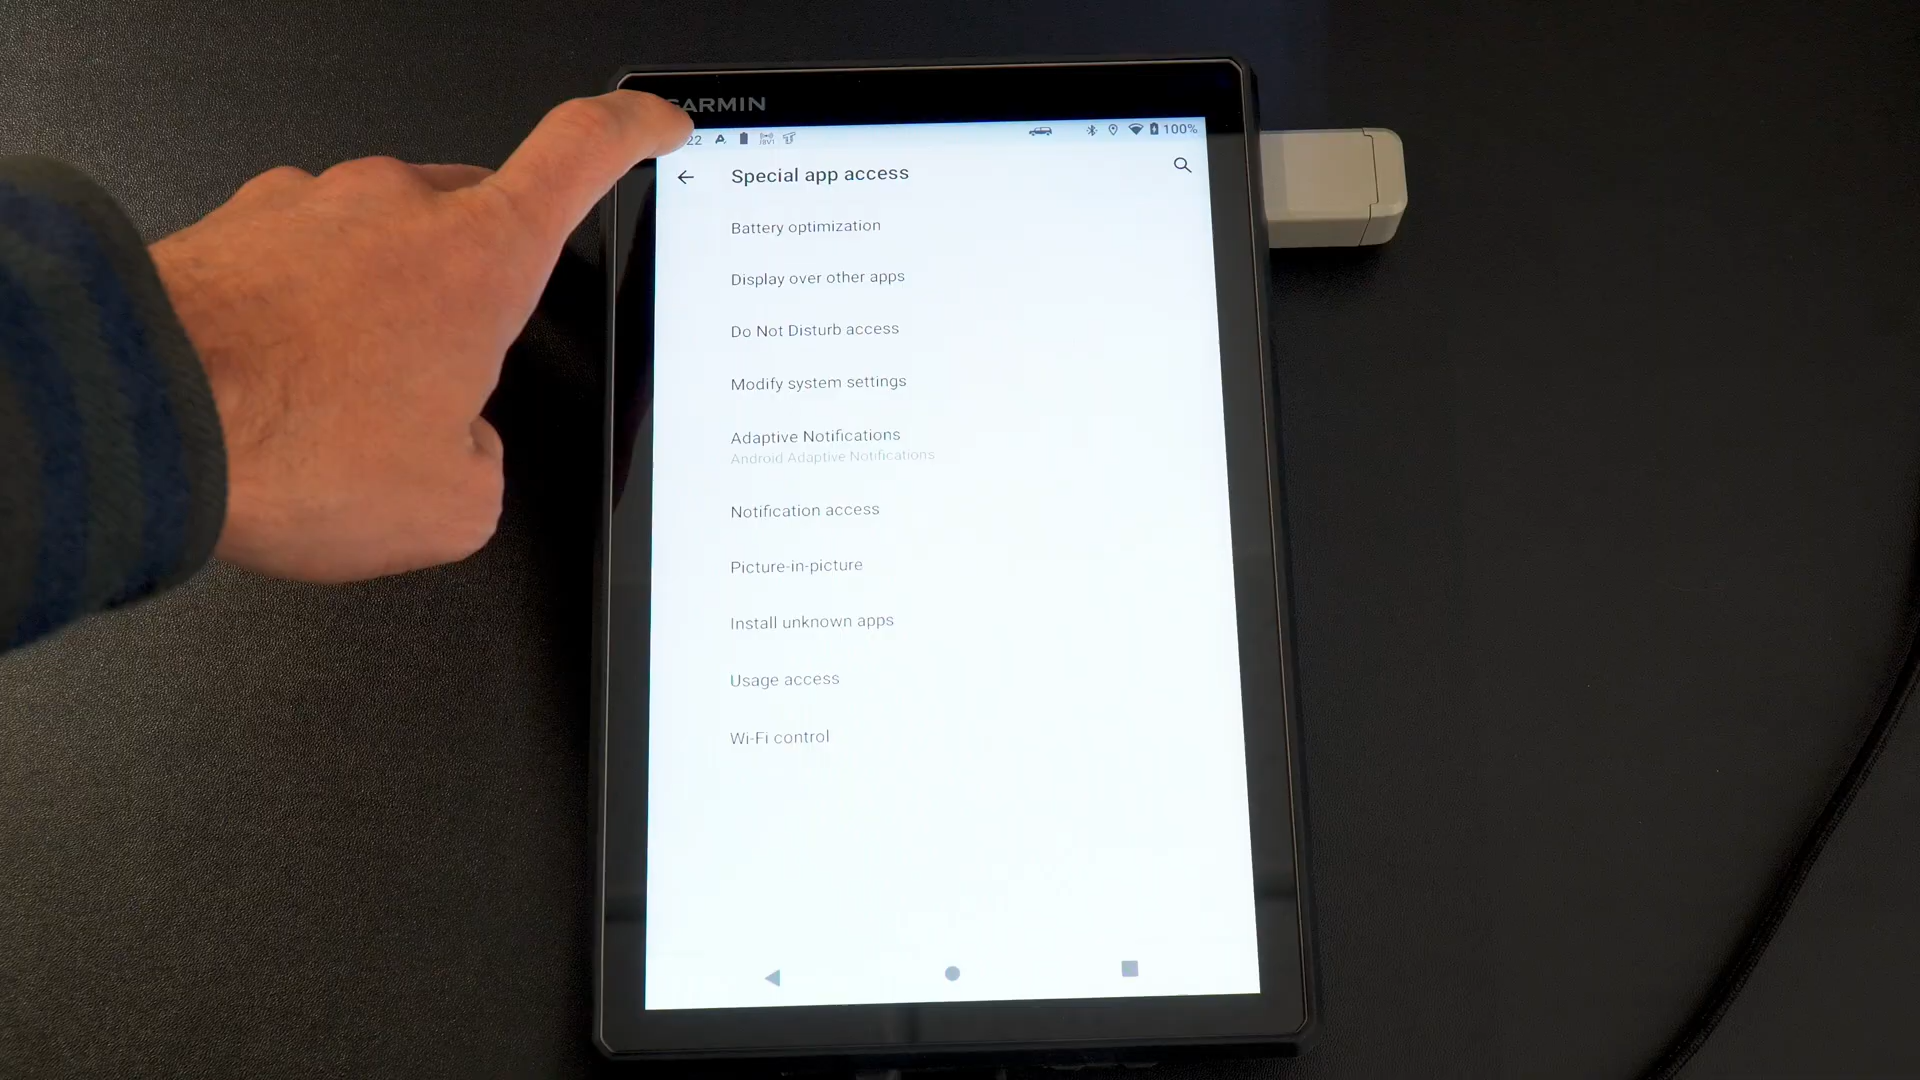 GARMIN
22 100%
Special app access
Battery optimization
Display over other apps
Do Not Disturb access
Modify system settings
Adaptive Notifications
Android Adaptive Notifications
Notification access
Picture-in-picture
Install unknown apps
Usage access
Wi-Fi control